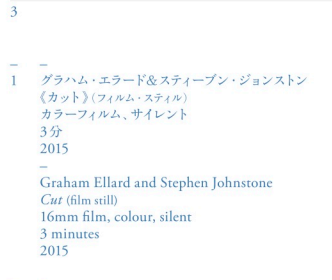 3
–
–
1
グラハム・エラード&スティーブン・ジョンストン
《カット》(フィルム・スティル)
カラーフィルム、サイレント
3分
2015
–
Graham Ellard and Stephen Johnstone
Cut (film still)
16mm film, colour, silent
3 minutes
2015